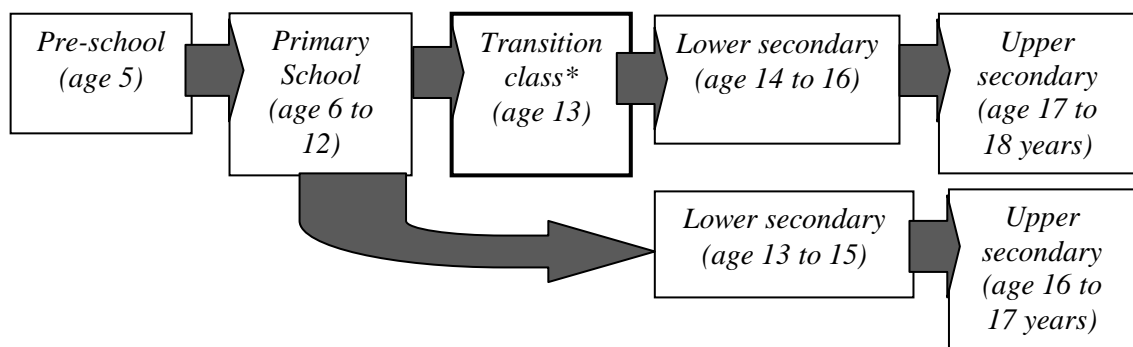 Pre-school
(age 5)
Primary
School
(age 6 to
12)
Transition
class*
(age 13)
Lower secondary
(age 14 to 16)
Upper
secondary
(age 17 to
18 years)
Lower secondary
(age 13 to 15)
Upper
secondary
(age 16 to
17 years)